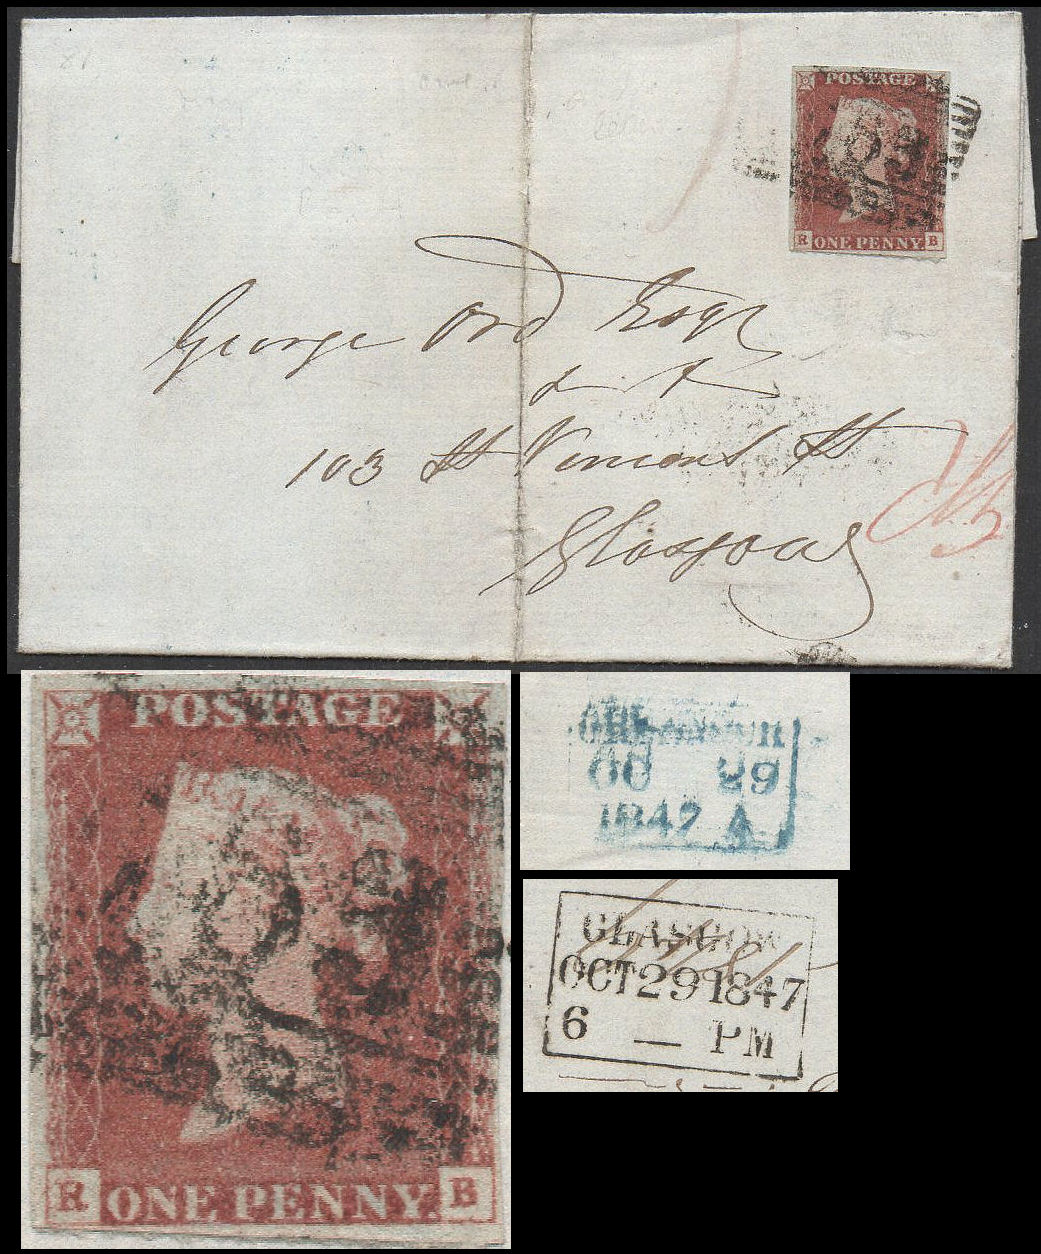 POSTAGE
R ONE PENNY B
George Ord Esqr
103 St Vincent St
Glasgow
POSTAGE
R ONE PENNY. B
OC 29
1847 A
GLASGOW
OCT 29 1847
6 — PM